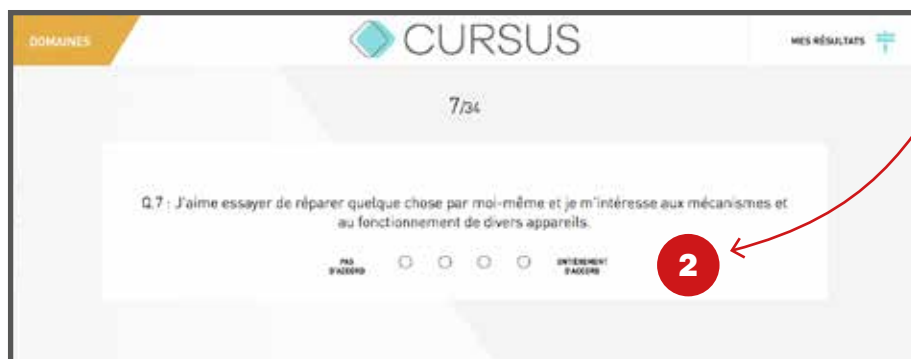 DOMAINES
CURSUS
MES RÉSULTATS
7/34
Q.7 : J'aime essayer de réparer quelque chose par moi-même et je m'intéresse aux mécanismes et
au fonctionnement de divers appareils.
PAS
D'ACCORD
ENTIÈREMENT
D'ACCORD
2